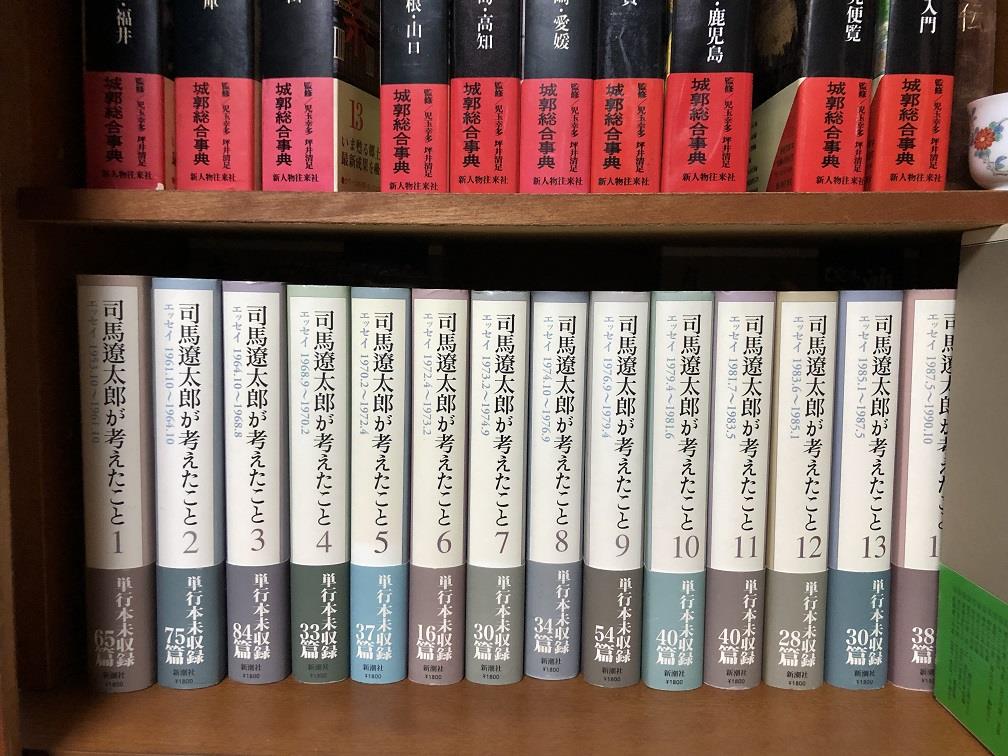 ・福井
監修/児玉幸多 坪井清足
城郭総合事典
新人物往来社
庫
監修/児玉幸多 坪井清足
城郭総合事典
新人物往来社
監修/児玉幸多 坪井清足
城郭総合事典
新人物往来社
13
根・山口
監修/児玉幸多 坪井清足
城郭総合事典
新人物往来社
・高知
監修/児玉幸多 坪井清足
城郭総合事典
新人物往来社
・愛媛
監修/児玉幸多 坪井清足
城郭総合事典
新人物往来社
賀
監修/児玉幸多 坪井清足
城郭総合事典
新人物往来社
・鹿児島
監修/児玉幸多 坪井清足
城郭総合事典
新人物往来社
便覧
監修/児玉幸多 坪井清足
城郭総合事典
新人物往来社
入門
監修/児玉幸多 坪井清足
城郭総合事典
新人物往来社
伝
司馬遼太郎が考えたこと 1
エッセイ 1953.10〜1961.10
単行本未収録
65篇
新潮社
¥1800
司馬遼太郎が考えたこと 2
エッセイ 1961.10〜1964.10
単行本未収録
75篇
新潮社
¥1800
司馬遼太郎が考えたこと 3
エッセイ 1964.10〜1968.8
単行本未収録
84篇
新潮社
¥1800
司馬遼太郎が考えたこと 4
エッセイ 1968.9〜1970.2
単行本未収録
33篇
新潮社
¥1800
司馬遼太郎が考えたこと 5
エッセイ 1970.2〜1972.4
単行本未収録
37篇
新潮社
¥1800
司馬遼太郎が考えたこと 6
エッセイ 1972.4〜1973.2
単行本未収録
16篇
新潮社
¥1800
司馬遼太郎が考えたこと 7
エッセイ 1973.2〜1974.9
単行本未収録
30篇
新潮社
¥1800
司馬遼太郎が考えたこと 8
エッセイ 1974.10〜1976.9
単行本未収録
34篇
新潮社
¥1800
司馬遼太郎が考えたこと 9
エッセイ 1976.9〜1979.4
単行本未収録
54篇
新潮社
¥1800
司馬遼太郎が考えたこと 10
エッセイ 1979.4〜1981.6
単行本未収録
40篇
新潮社
¥1800
司馬遼太郎が考えたこと 11
エッセイ 1981.7〜1983.5
単行本未収録
40篇
新潮社
¥1800
司馬遼太郎が考えたこと 12
エッセイ 1983.6〜1985.1
単行本未収録
28篇
新潮社
¥1800
司馬遼太郎が考えたこと 13
エッセイ 1985.1〜1987.5
単行本未収録
30篇
新潮社
¥1800
司馬遼太郎が考えたこと 1
エッセイ 1987.5〜1990.10
単行本未収録
38篇
新潮社
¥1800